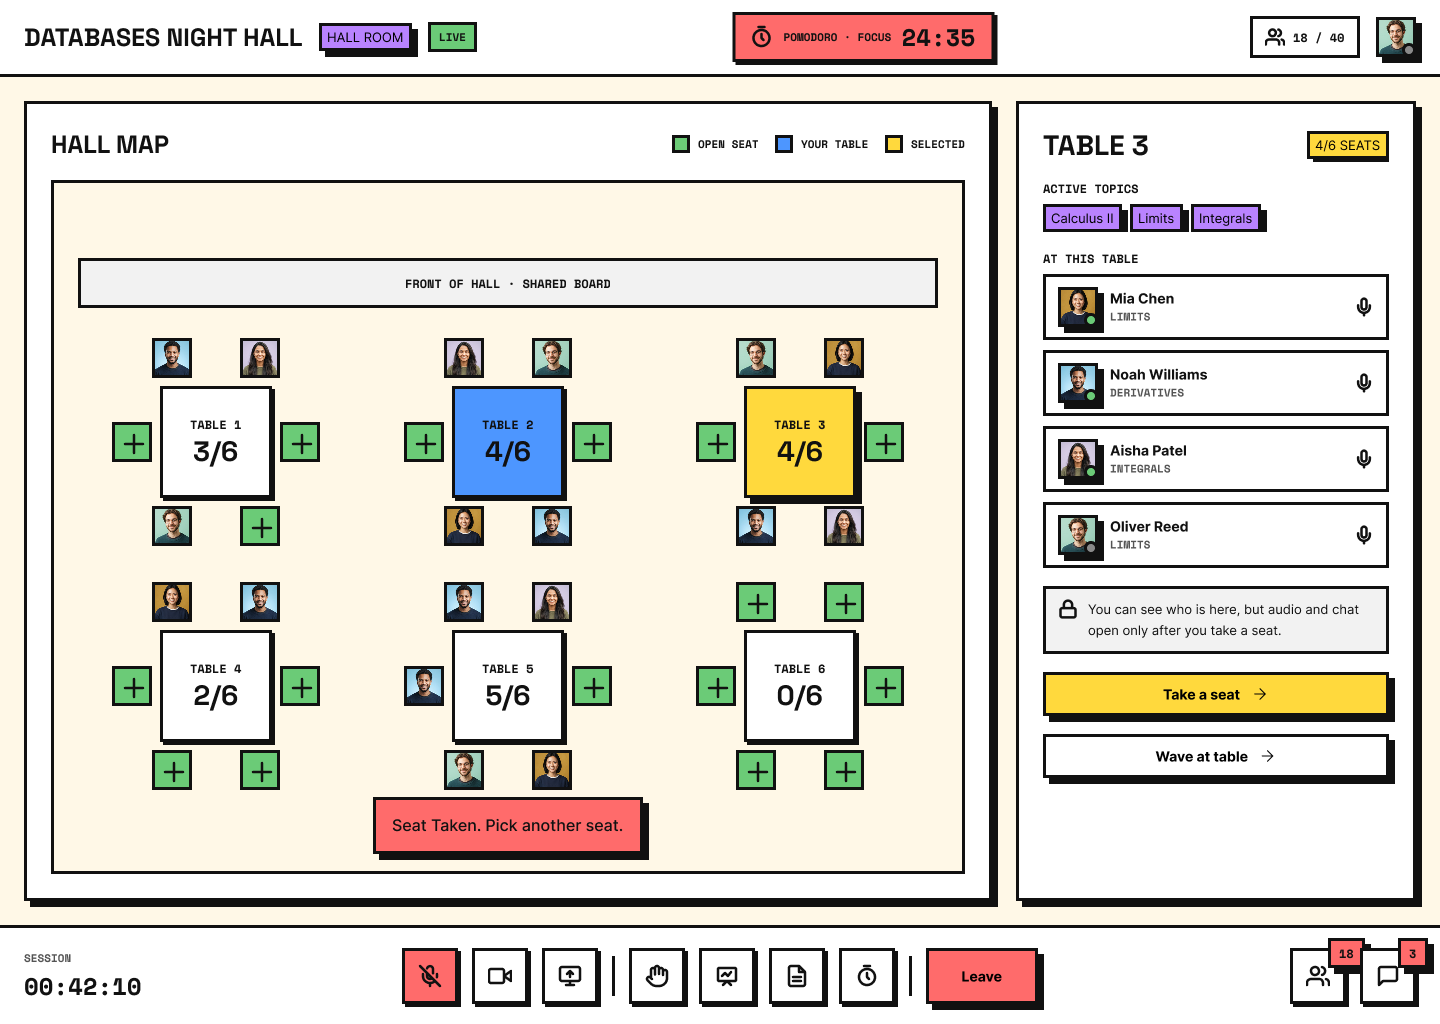 DATABASES NIGHT HALL
HALL ROOM
LIVE
POMODORO · FOCUS 24:35
18 / 40
HALL MAP
OPEN SEAT
YOUR TABLE
SELECTED
FRONT OF HALL · SHARED BOARD
TABLE 1
3/6
TABLE 2
4/6
TABLE 3
4/6
TABLE 4
2/6
TABLE 5
5/6
TABLE 6
0/6
Seat Taken. Pick another seat.
TABLE 3
4/6 SEATS
ACTIVE TOPICS
Calculus II
Limits
Integrals
AT THIS TABLE
Mia Chen
LIMITS
Noah Williams
DERIVATIVES
Aisha Patel
INTEGRALS
Oliver Reed
LIMITS
You can see who is here, but audio and chat
open only after you take a seat.
Take a seat
Wave at table
SESSION
00:42:10
Leave
18
3